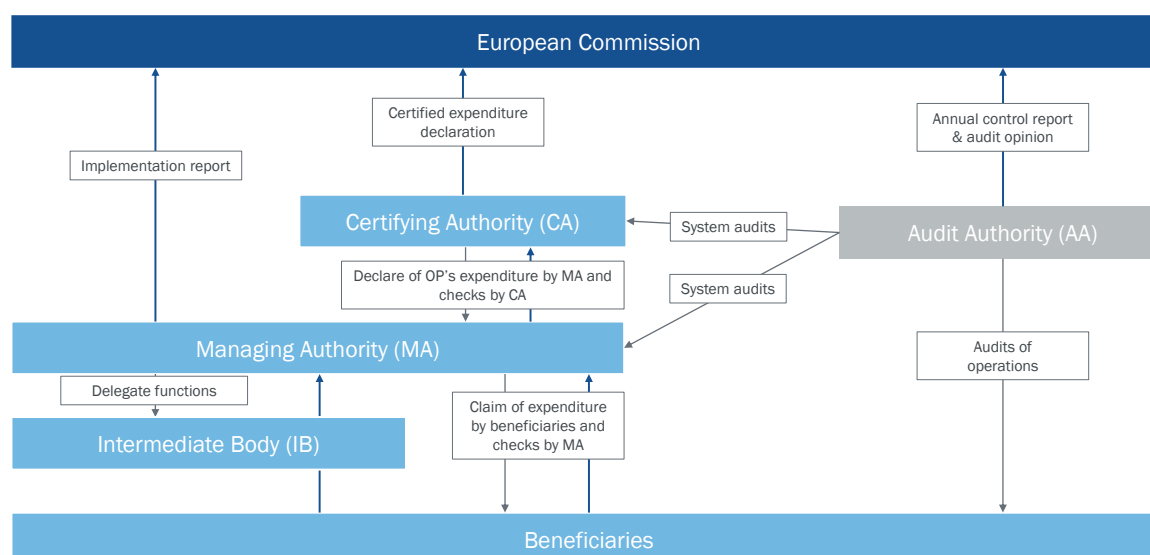 European Commission
Certified expenditure
declaration
Annual control report
& audit opinion
Implementation report
Certifying Authority (CA)
System audits
Audit Authority (AA)
Declare of OP's expenditure by MA and
checks by CA
System audits
Managing Authority (MA)
Audits of
operations
Delegate functions
Claim of expenditure
by beneficiaries and
checks by MA
Intermediate Body (IB)
Beneficiaries